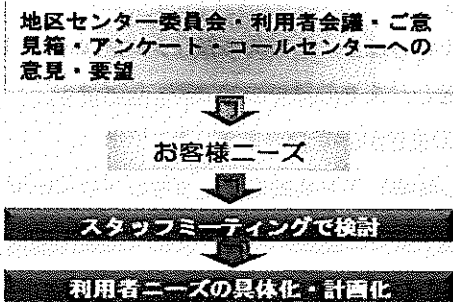 地区センター委員会・利用者会議・ご意
見箱・アンケート・コールセンターへの
意見・要望
お客様ニーズ
スタッフミーティングで検討
利用者ニーズの具体化・計画化